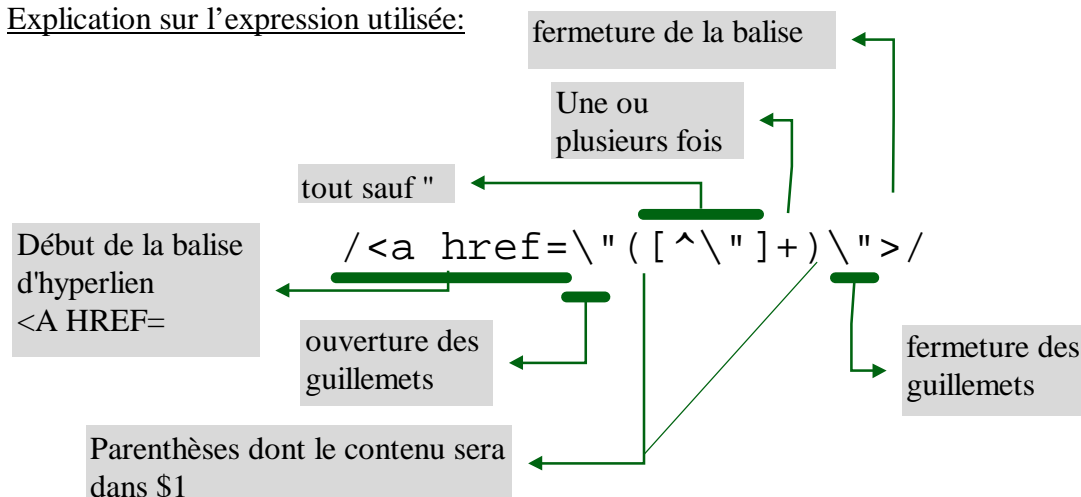 Explication sur l'expression utilisée:
fermeture de la balise
Une ou
plusieurs fois
tout sauf "
/<a href=\"([^\"]+)\">/
Début de la balise
d'hyperlien
<A HREF=
ouverture des
guillemets
fermeture des
guillemets
Parenthèses dont le contenu sera
dans $1